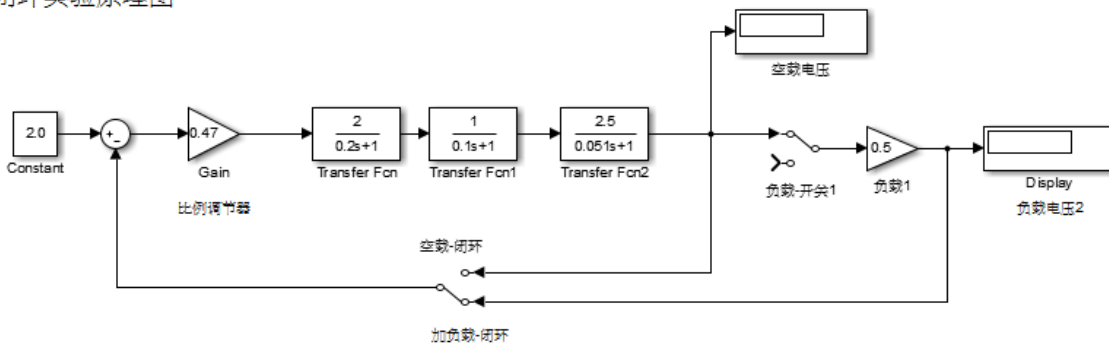 闭环实验原理图
空载电压
2.0
Constant
+
-
0.47
Gain
比例调节器
2
0.2s+1
Transfer Fcn
1
0.1s+1
Transfer Fcn1
2.5
0.051s+1
Transfer Fcn2
负载-开关1
0.5
负载1
Display
负载电压2
空载-闭环
加负载-闭环